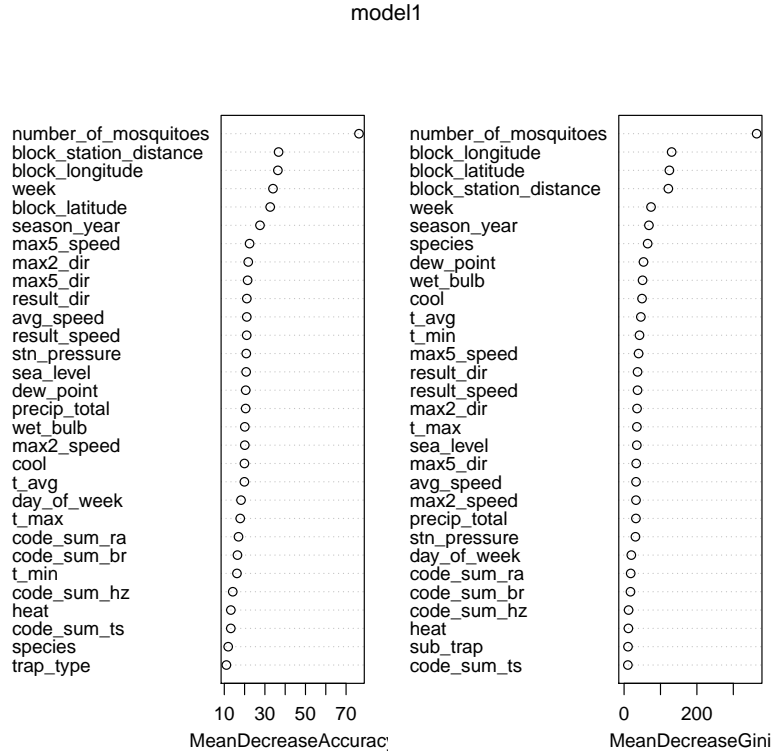 model1
number_of_mosquitoes
block_station_distance
block_longitude
week
block_latitude
season_year
max5_speed
max2_dir
max5_dir
result_dir
avg_speed
result_speed
stn_pressure
sea_level
dew_point
precip_total
wet_bulb
max2_speed
cool
t_avg
day_of_week
t_max
code_sum_ra
code_sum_br
t_min
code_sum_hz
heat
code_sum_ts
species
trap_type
10 30 50 70
MeanDecreaseAccuracy
number_of_mosquitoes
block_longitude
block_latitude
block_station_distance
week
season_year
species
dew_point
wet_bulb
cool
t_avg
t_min
max5_speed
result_dir
result_speed
max2_dir
t_max
sea_level
max5_dir
avg_speed
max2_speed
precip_total
stn_pressure
day_of_week
code_sum_ra
code_sum_br
code_sum_hz
heat
sub_trap
code_sum_ts
0 200
MeanDecreaseGini